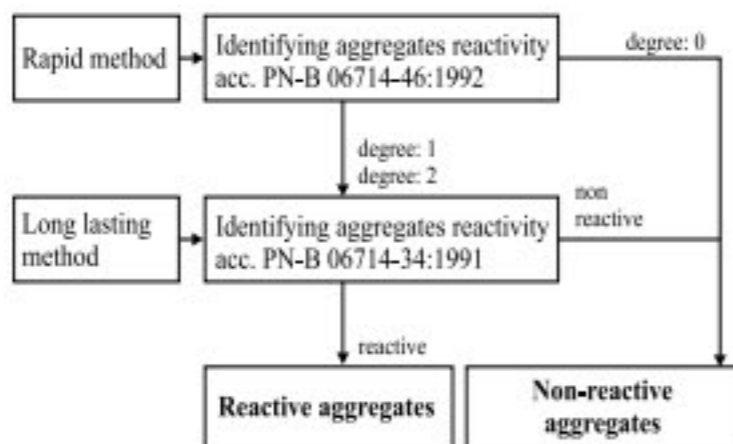 Rapid method
Identifying aggregates reactivity
acc. PN-B 06714-46:1992
degree: 0
degree: 1
degree: 2
Long lasting
method
Identifying aggregates reactivity
acc. PN-B 06714-34:1991
non
reactive
reactive
Reactive aggregates
Non-reactive
aggregates